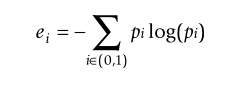 e_i = − ∑_{i∈(0,1)} p_i log(p_i)